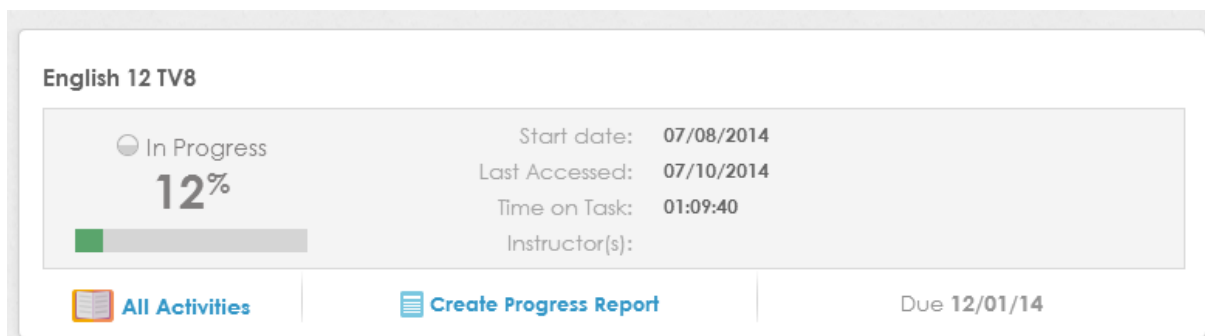 English 12 TV8
In Progress
12%
Start date: 07/08/2014
Last Accessed: 07/10/2014
Time on Task: 01:09:40
Instructor(s):
All Activities
Create Progress Report
Due 12/01/14